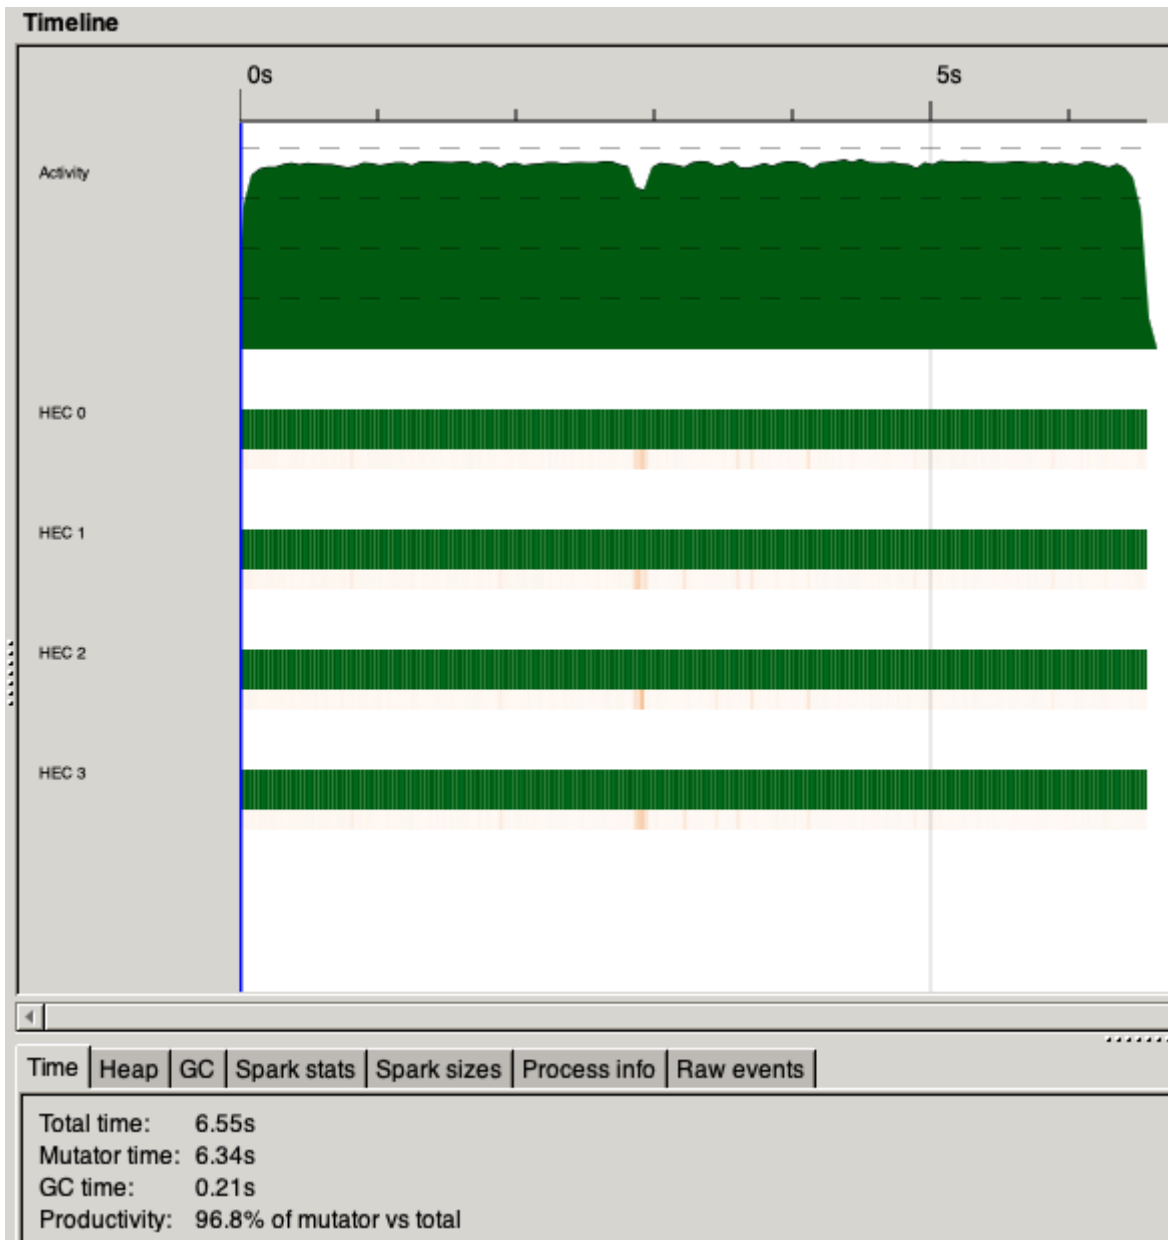 Timeline
0s 5s
Activity
HEC 0
HEC 1
HEC 2
HEC 3
Time Heap GC Spark stats Spark sizes Process info Raw events
Total time: 6.55s
Mutator time: 6.34s
GC time: 0.21s
Productivity: 96.8% of mutator vs total